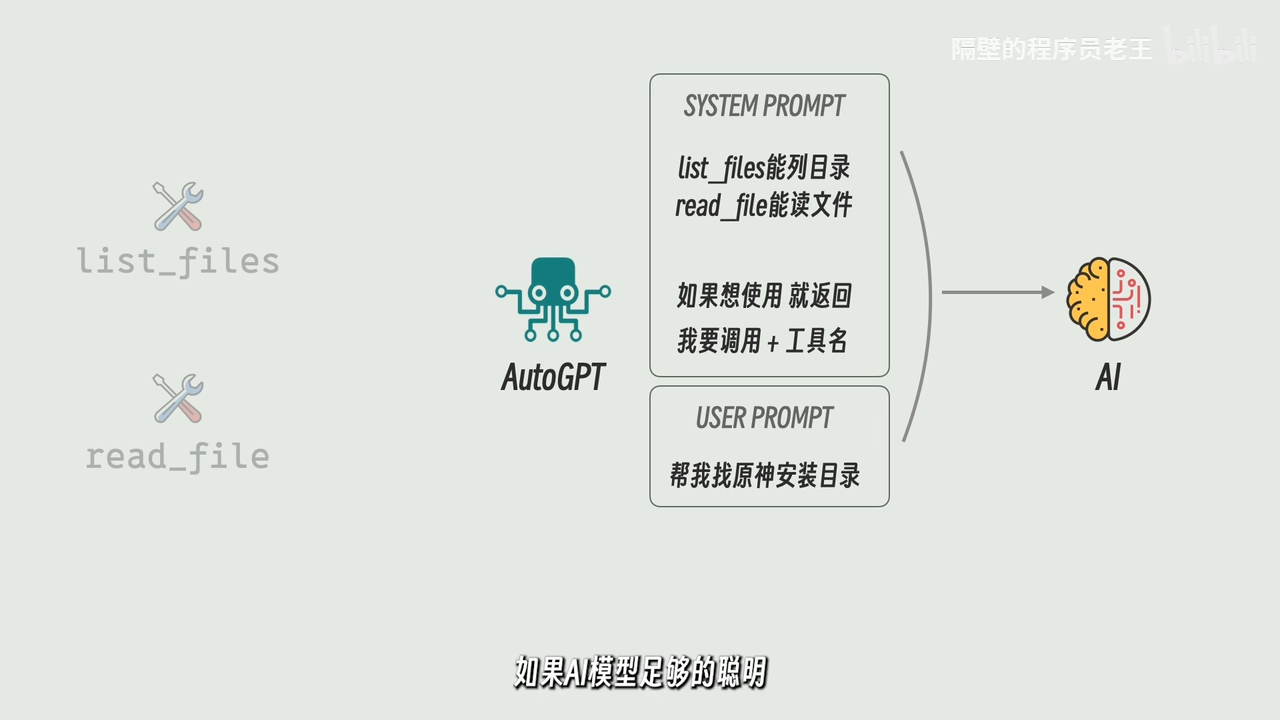 隔壁的程序员老王 bilibili
SYSTEM PROMPT
list_files能列目录
read_file能读文件
如果想使用 就返回
我要调用 + 工具名
USER PROMPT
帮我找原神安装目录
list_files
read_file
AutoGPT
AI
如果AI模型足够的聪明